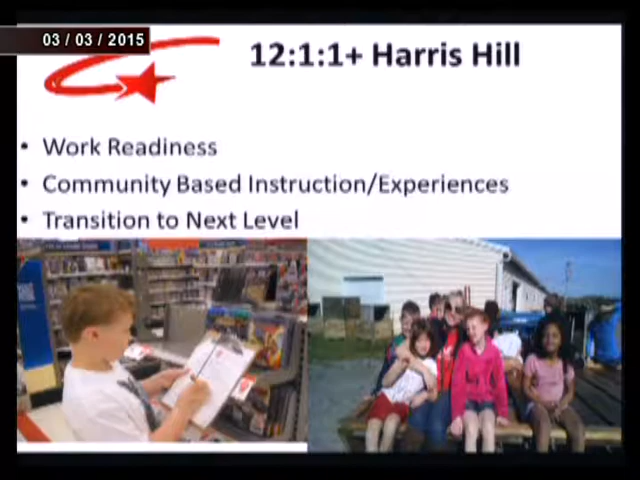 03 / 03 / 2015
12:1:1+ Harris Hill
• Work Readiness
• Community Based Instruction/Experiences
• Transition to Next Level